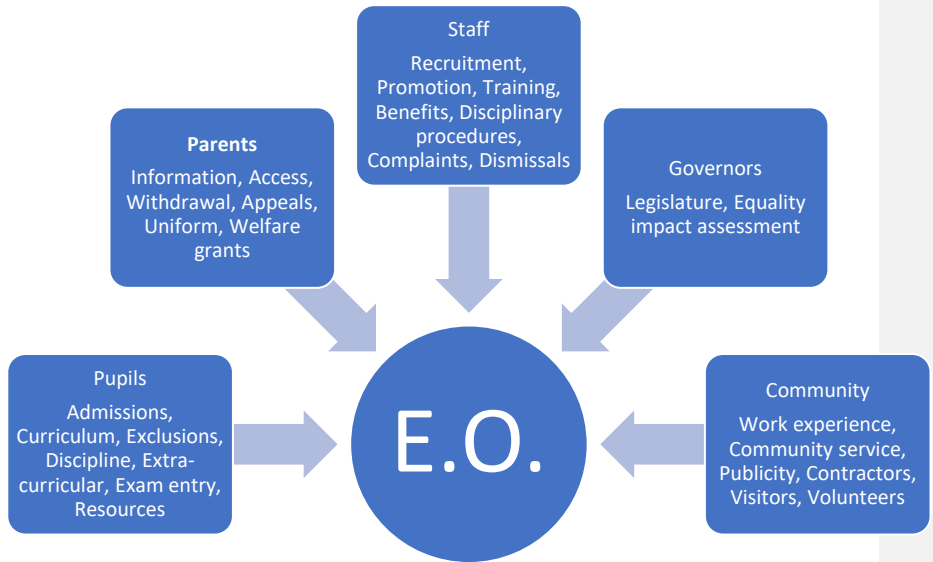 Staff
Recruitment,
Promotion, Training,
Benefits, Disciplinary
procedures,
Complaints, Dismissals
Parents
Information, Access,
Withdrawal, Appeals,
Uniform, Welfare
grants
Governors
Legislature, Equality
impact assessment
Pupils
Admissions,
Curriculum, Exclusions,
Discipline, Extra-
curricular, Exam entry,
Resources
E.O.
Community
Work experience,
Community service,
Publicity, Contractors,
Visitors, Volunteers